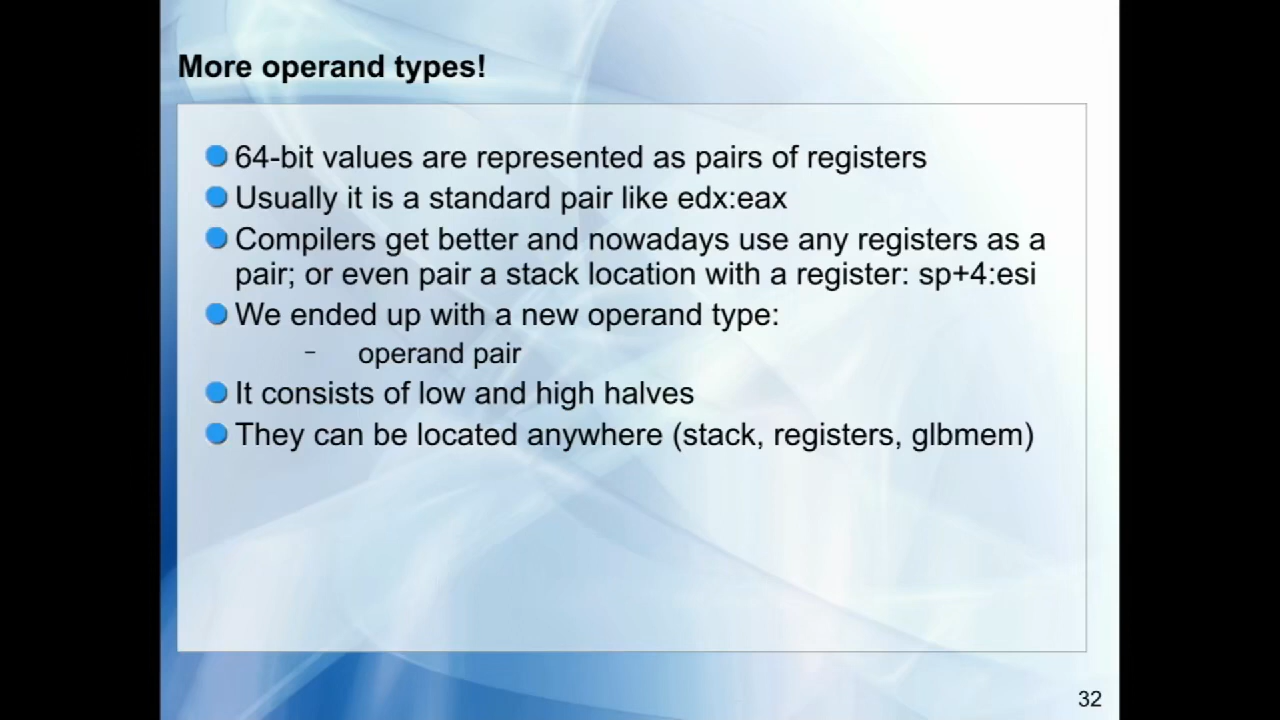 More operand types!
64-bit values are represented as pairs of registers
Usually it is a standard pair like edx:eax
Compilers get better and nowadays use any registers as a
pair; or even pair a stack location with a register: sp+4:esi
We ended up with a new operand type:
– operand pair
It consists of low and high halves
They can be located anywhere (stack, registers, glbmem)
32